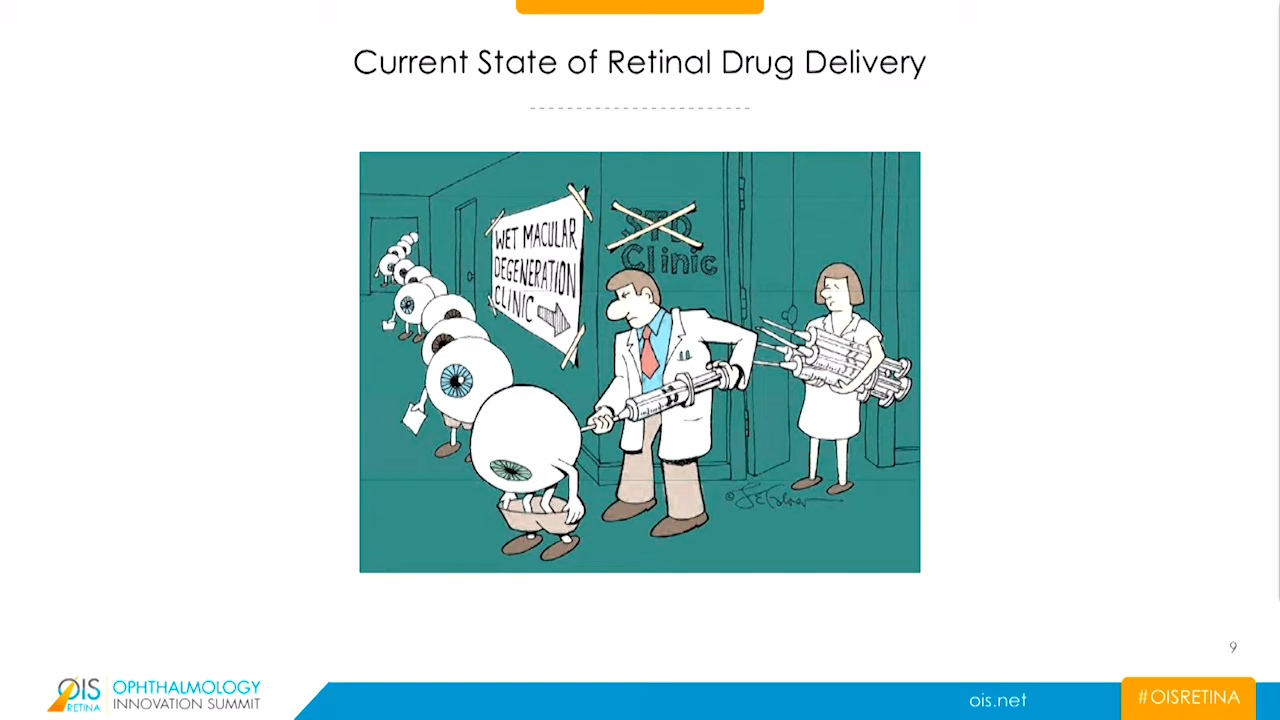 Current State of Retinal Drug Delivery
WET MACULAR
DEGENERATION
CLINIC
STD
Clinic
9
OIS
RETINA
OPHTHALMOLOGY
INNOVATION SUMMIT
ois.net
#OISRETINA